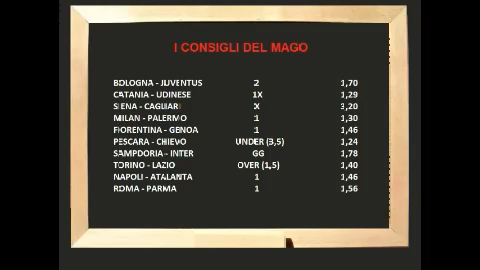 I CONSIGLI DEL MAGO
BOLOGNA - JUVENTUS 2 1,70
CATANIA - UDINESE 1X 1,29
SIENA - CAGLIARI X 3,20
MILAN - PALERMO 1 1,30
FIORENTINA - GENOA 1 1,46
PESCARA - CHIEVO UNDER (3,5) 1,24
SAMPDORIA - INTER GG 1,78
TORINO - LAZIO OVER (1,5) 1,40
NAPOLI - ATALANTA 1 1,46
ROMA - PARMA 1 1,56